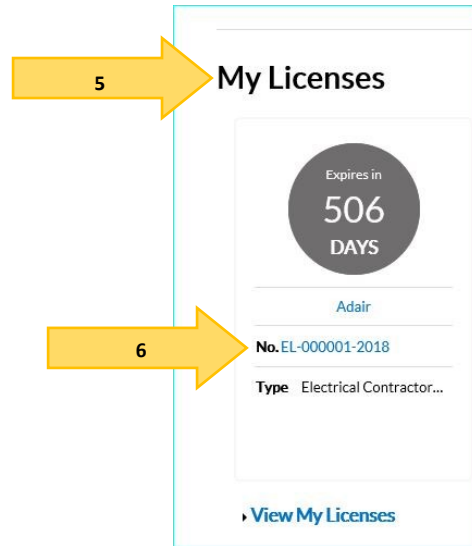 5
My Licenses
Expires in
506
DAYS
Adair
6
No. EL-000001-2018
Type Electrical Contractor...
View My Licenses